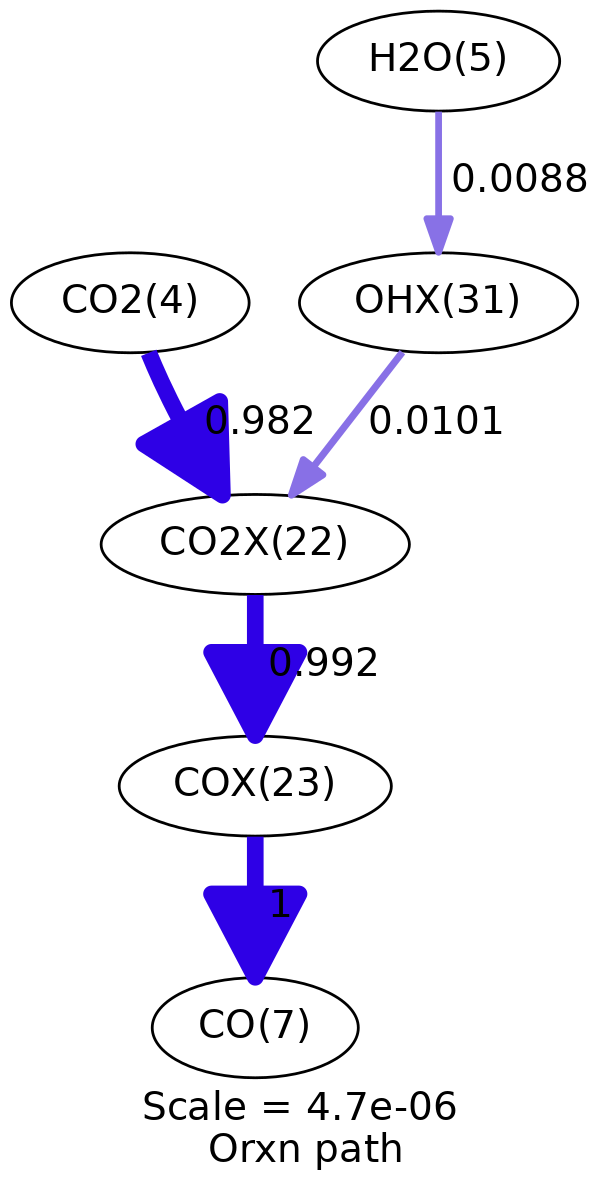 H2O(5)
0.0088
CO2(4)
OHX(31)
0.982
0.0101
CO2X(22)
0.992
COX(23)
1
CO(7)
Scale = 4.7e-06
Orxn path